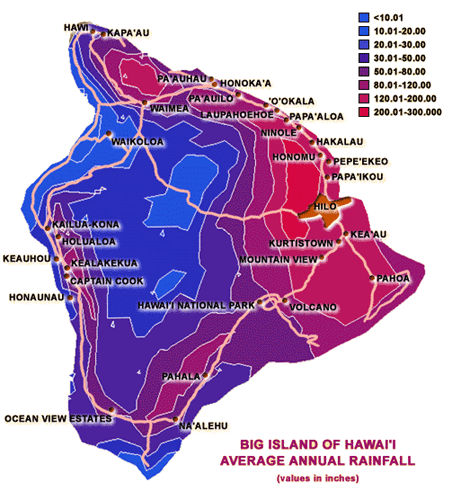 HAWI
KAPA'AU
<10.01
10.01-20.00
20.01-30.00
30.01-50.00
50.01-80.00
80.01-120.00
120.01-200.00
200.01-300.000
PA'AUHAU
HONOKA'A
PA'AUILO
'O'OKALA
WAIMEA
LAUPAHOEHOE
PAPA'ALOA
NINOLE
WAIKOLOA
HAKALAU
HONOMU
PEPE'EKEO
PAPA'IKOU
HILO
KAILUA-KONA
KEA'AU
HOLUALOA
KURTISTOWN
KEAUHOU
MOUNTAIN VIEW
KEALAKEKUA
CAPTAIN COOK
PAHOA
HONAUNAU
HAWAI'I NATIONAL PARK
VOLCANO
PAHALA
OCEAN VIEW ESTATES
NA'ALEHU
BIG ISLAND OF HAWAI'I
AVERAGE ANNUAL RAINFALL
(values in inches)